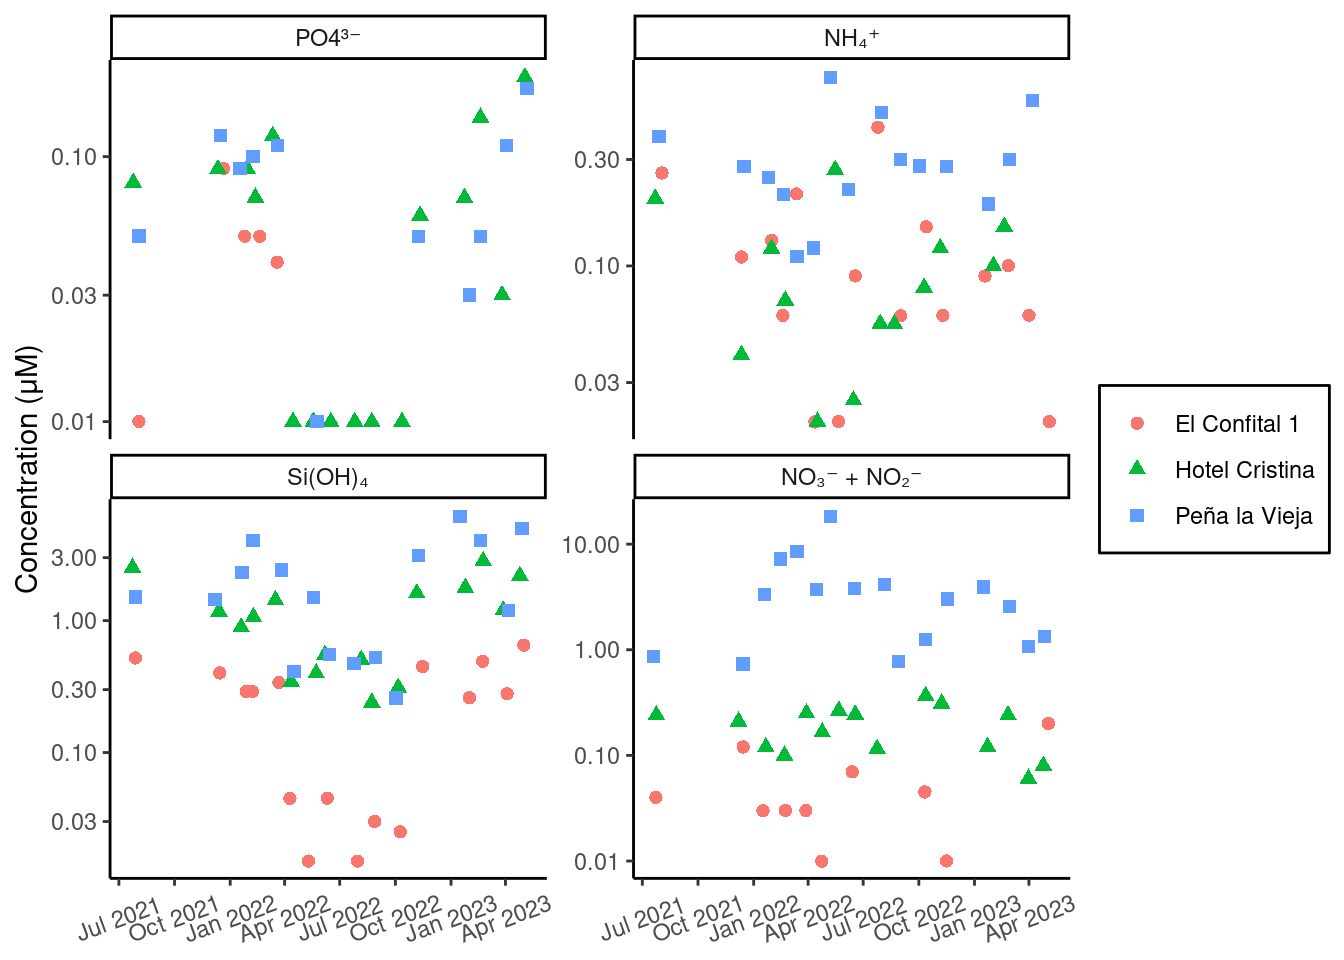 PO4³⁻
NH₄⁺
0.10
0.03
0.01
0.30
0.10
0.03
Concentration (μM)
Si(OH)₄
NO₃⁻ + NO₂⁻
3.00
1.00
0.30
0.10
0.03
10.00
1.00
0.10
0.01
Jul 2021
Oct 2021
Jan 2022
Apr 2022
Jul 2022
Oct 2022
Jan 2023
Apr 2023
Jul 2021
Oct 2021
Jan 2022
Apr 2022
Jul 2022
Oct 2022
Jan 2023
Apr 2023
El Confital 1
Hotel Cristina
Peña la Vieja